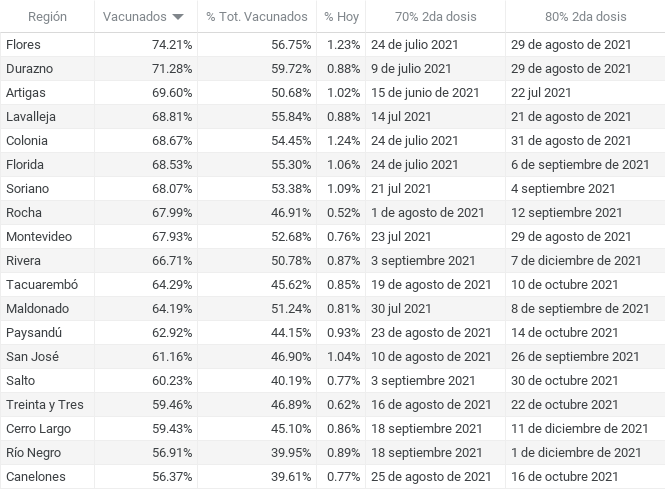 Región Vacunados % Tot. Vacunados % Hoy 70% 2da dosis 80% 2da dosis
Flores 74.21% 56.75% 1.23% 24 de julio 2021 29 de agosto de 2021
Durazno 71.28% 59.72% 0.88% 9 de julio 2021 29 de agosto de 2021
Artigas 69.60% 50.68% 1.02% 15 de junio de 2021 22 jul 2021
Lavalleja 68.81% 55.84% 0.88% 14 jul 2021 21 de agosto de 2021
Colonia 68.67% 54.45% 1.24% 24 de julio 2021 31 de agosto de 2021
Florida 68.53% 55.30% 1.06% 24 de julio 2021 6 de septiembre de 2021
Soriano 68.07% 53.38% 1.09% 21 jul 2021 4 septiembre 2021
Rocha 67.99% 46.91% 0.52% 1 de agosto de 2021 12 septiembre 2021
Montevideo 67.93% 52.68% 0.76% 23 jul 2021 29 de agosto de 2021
Rivera 66.71% 50.78% 0.87% 3 septiembre 2021 7 de diciembre de 2021
Tacuarembó 64.29% 45.62% 0.85% 19 de agosto de 2021 10 de octubre 2021
Maldonado 64.19% 51.24% 0.81% 30 jul 2021 8 de septiembre de 2021
Paysandú 62.92% 44.15% 0.93% 23 de agosto de 2021 14 de octubre 2021
San José 61.16% 46.90% 1.04% 10 de agosto de 2021 26 de septiembre 2021
Salto 60.23% 40.19% 0.77% 3 septiembre 2021 30 de octubre 2021
Treinta y Tres 59.46% 46.89% 0.62% 16 de agosto de 2021 22 de octubre 2021
Cerro Largo 59.43% 45.10% 0.86% 18 septiembre 2021 11 de diciembre de 2021
Río Negro 56.91% 39.95% 0.89% 18 septiembre 2021 1 de diciembre de 2021
Canelones 56.37% 39.61% 0.77% 25 de agosto de 2021 16 de octubre 2021